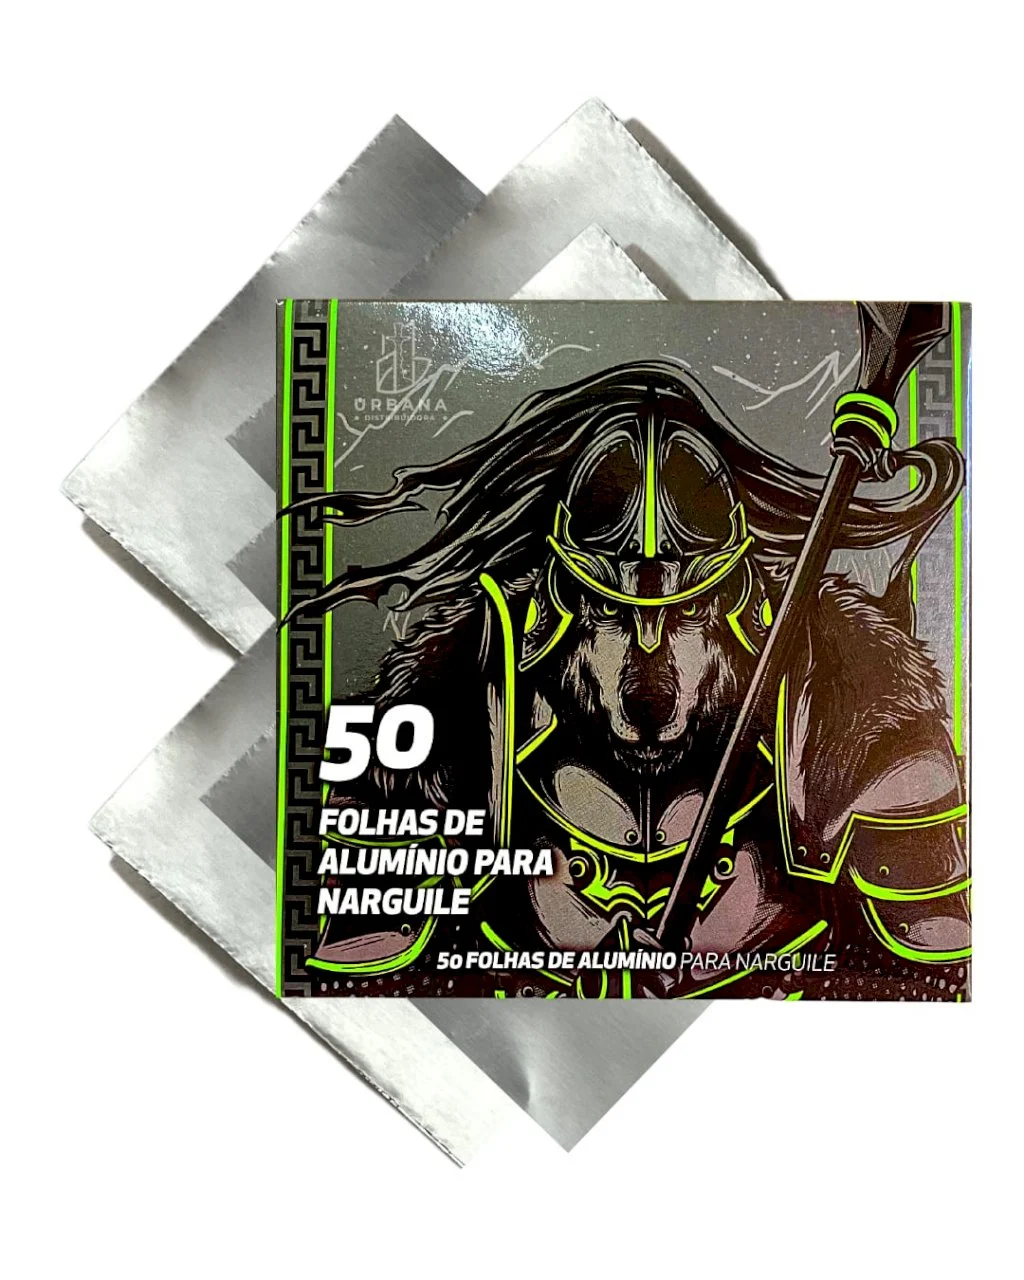 URBANA
DISTRIBUIDORA
50
FOLHAS DE
ALUMÍNIO PARA
NARGUILE
50 FOLHAS DE ALUMÍNIO PARA NARGUILE